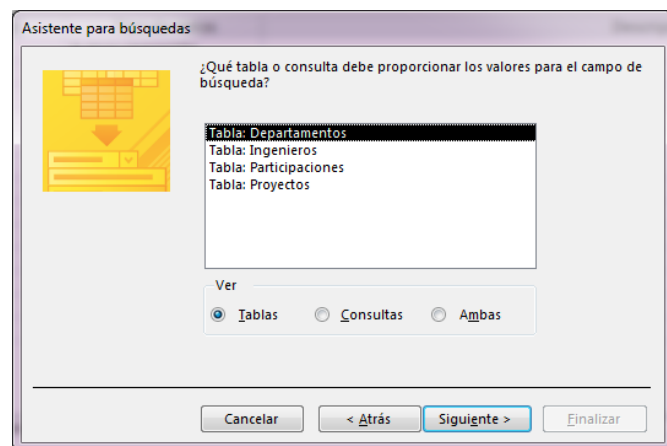 Asistente para búsquedas
¿Qué tabla o consulta debe proporcionar los valores para el campo de
búsqueda?
Tabla: Departamentos
Tabla: Ingenieros
Tabla: Participaciones
Tabla: Proyectos
Ver
Tablas
Consultas
Ambas
Cancelar
< Atrás
Siguiente >
Finalizar